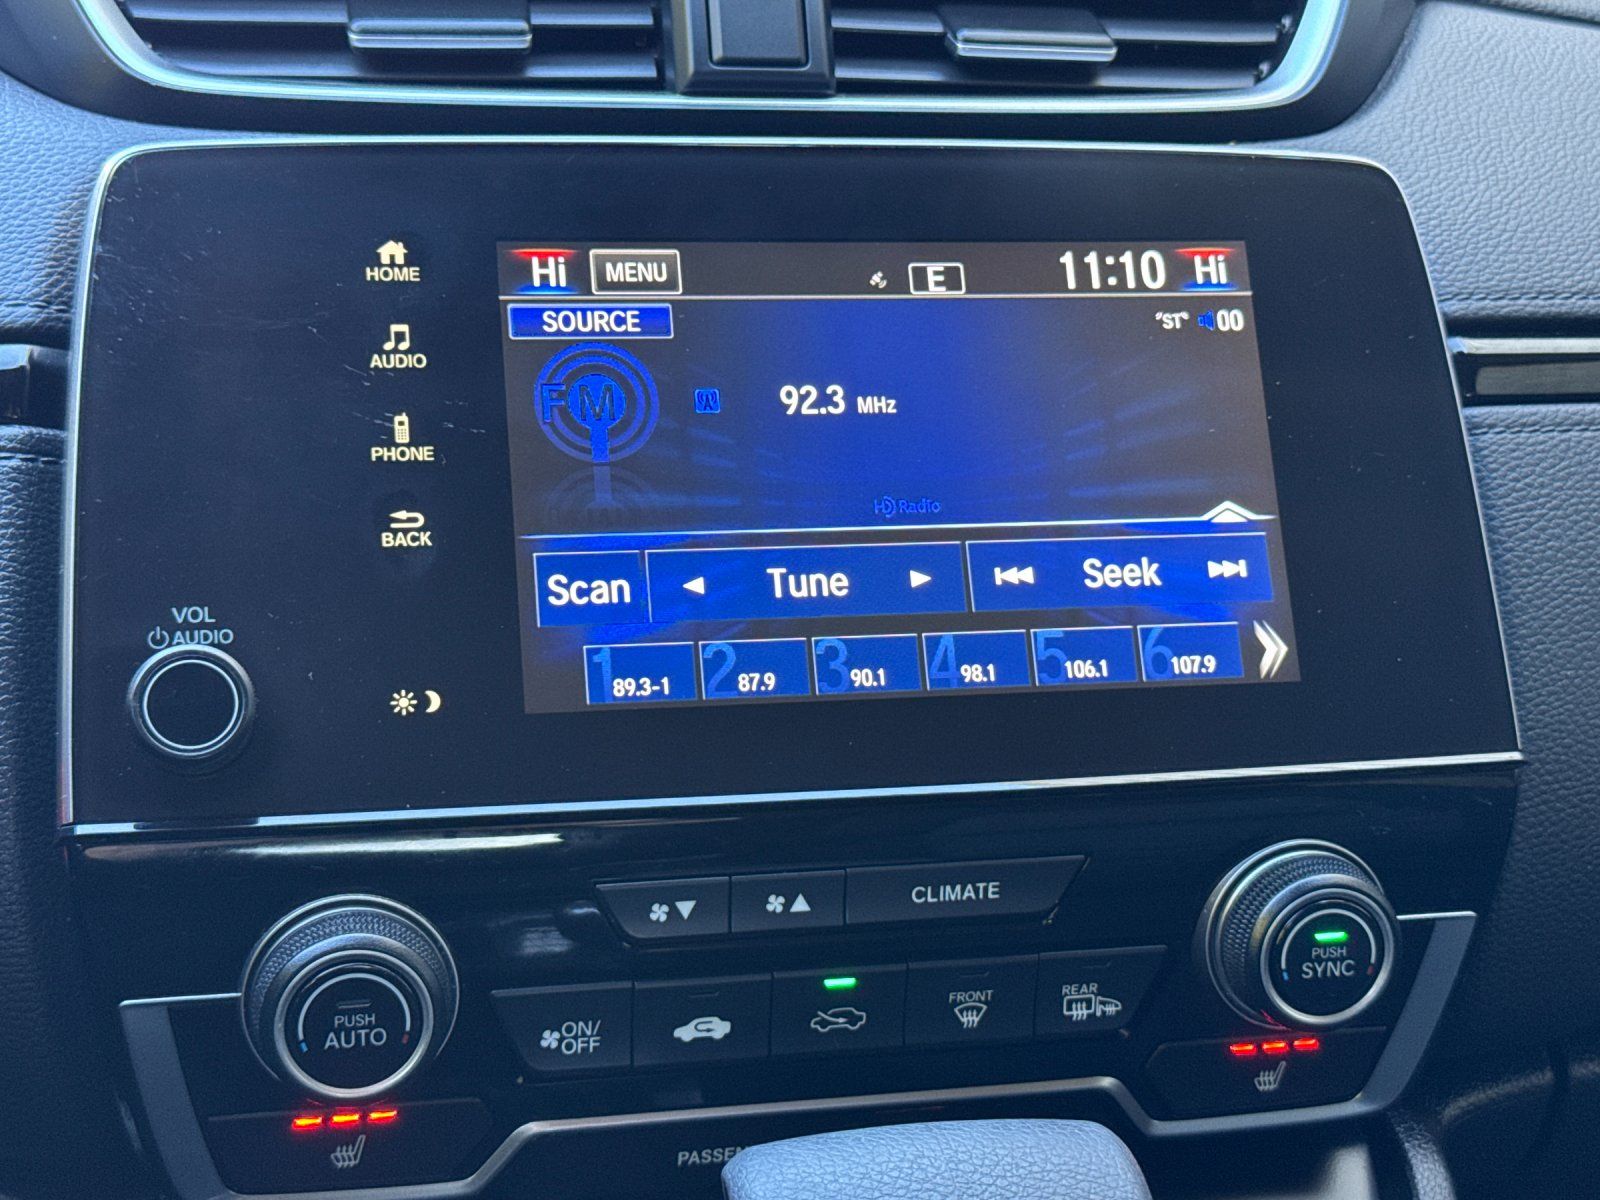 HOME
AUDIO
PHONE
BACK
VOL
AUDIO
Hi MENU E 11:10 Hi
SOURCE "ST" 00
FM 92.3 MHz
HD Radio
Scan Tune Seek
1 89.3-1 2 87.9 3 90.1 4 98.1 5 106.1 6 107.9
CLIMATE
PUSH
AUTO
ON/
OFF
FRONT
REAR
PUSH
SYNC
PASSEN